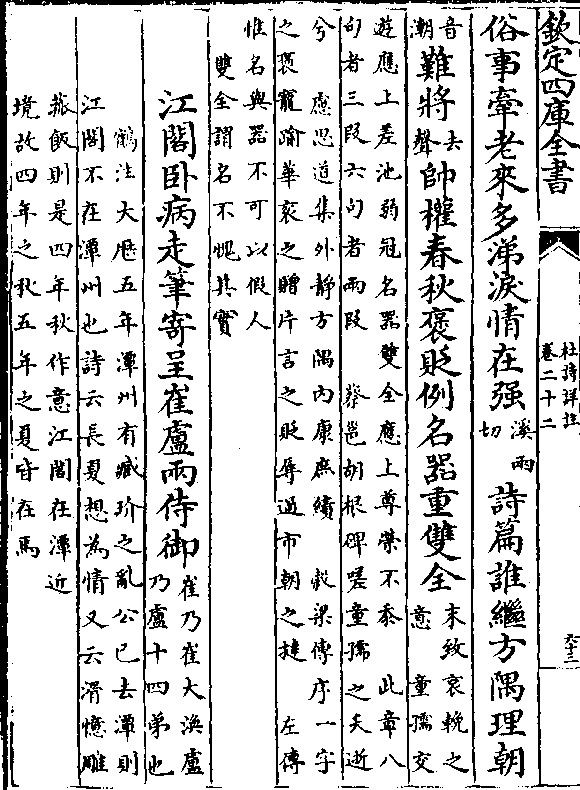 欽定四庫全書
杜詩詳註
卷二十二
六十三
俗事牽老來多涕淚情在强溪兩切詩篇誰繼方隅理朝
音潮難將去聲帥權春秋褒貶例名器重雙全末致哀輓之意 童孺交
遊應上差池弱冠名器雙全應上尊榮不忝 此章八
句者三段六句者兩段 蔡邕胡根碑嗟童孺之夭逝
兮 盧思道集外靜方隅内康庶績 穀梁傳序一字
之褒寵踰華衮之贈片言之貶辱過市朝之撻 左傳
惟名與器不可以假人
雙全謂名不愧其實
江閣卧病走筆寄呈崔盧兩侍御崔乃崔大渙盧乃盧十四弟也
鶴注大厯五年潭州有臧玠之亂公已去潭則
江閣不在潭州也詩云長夏想為情又云滑憶雕
菰飯則是四年秋作意江閣在潭近
境故四年之秋五年之夏皆在焉